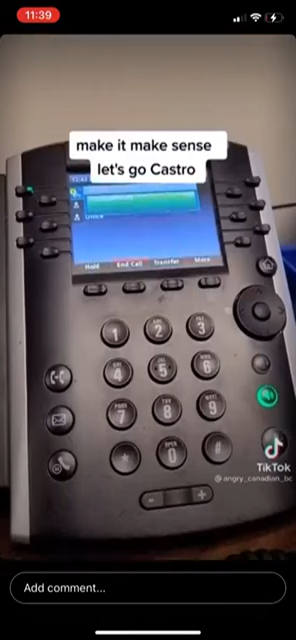 11:39
make it make sense
let's go Castro
Hold End Call Transfer More
1
ABC
2
DEF
3
GHI
4
JKL
5
MNO
6
PQRS
7
TUV
8
WXYZ
9
*
OPER
0
#
- +
TikTok
@angry_canadian_bc
Add comment...